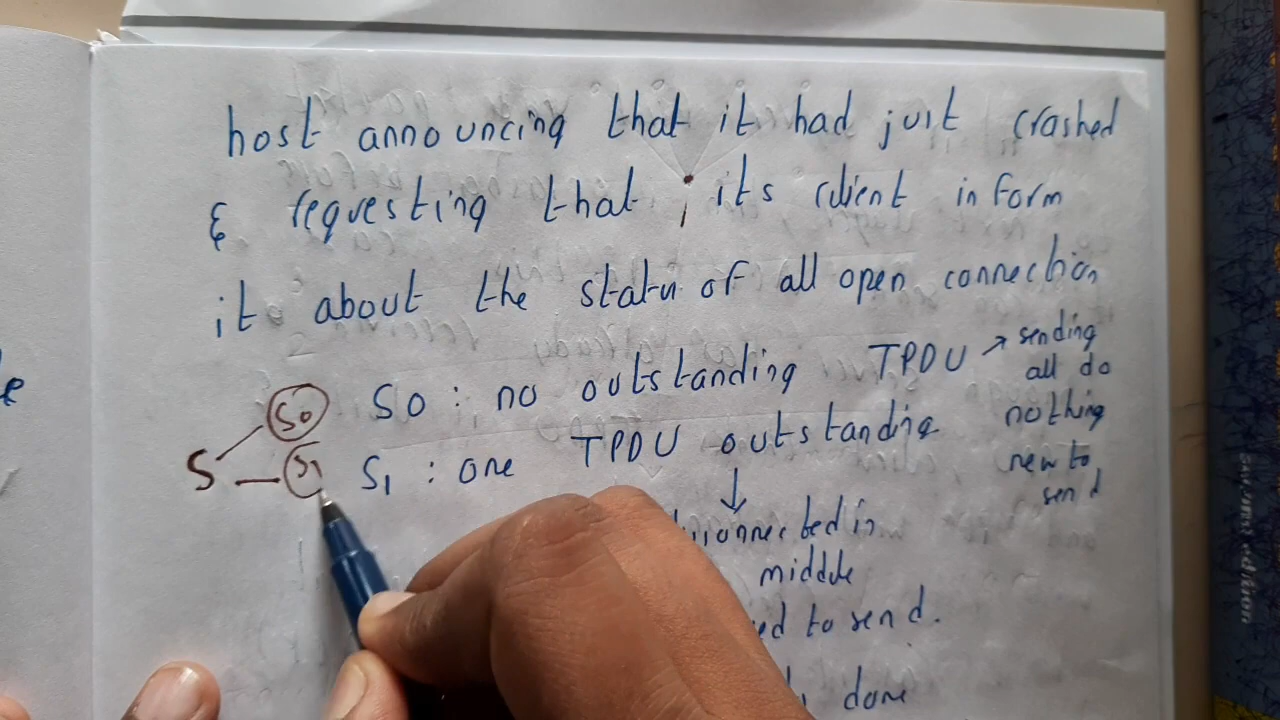 host announcing that it had just crashed
& requesting that its client inform
it about the status of all open connection
S0 : no outstanding TPDU → sending
all do
nothing
new to
send
S1 : one TPDU outstanding
S
S0
S1
middle
to send.
done